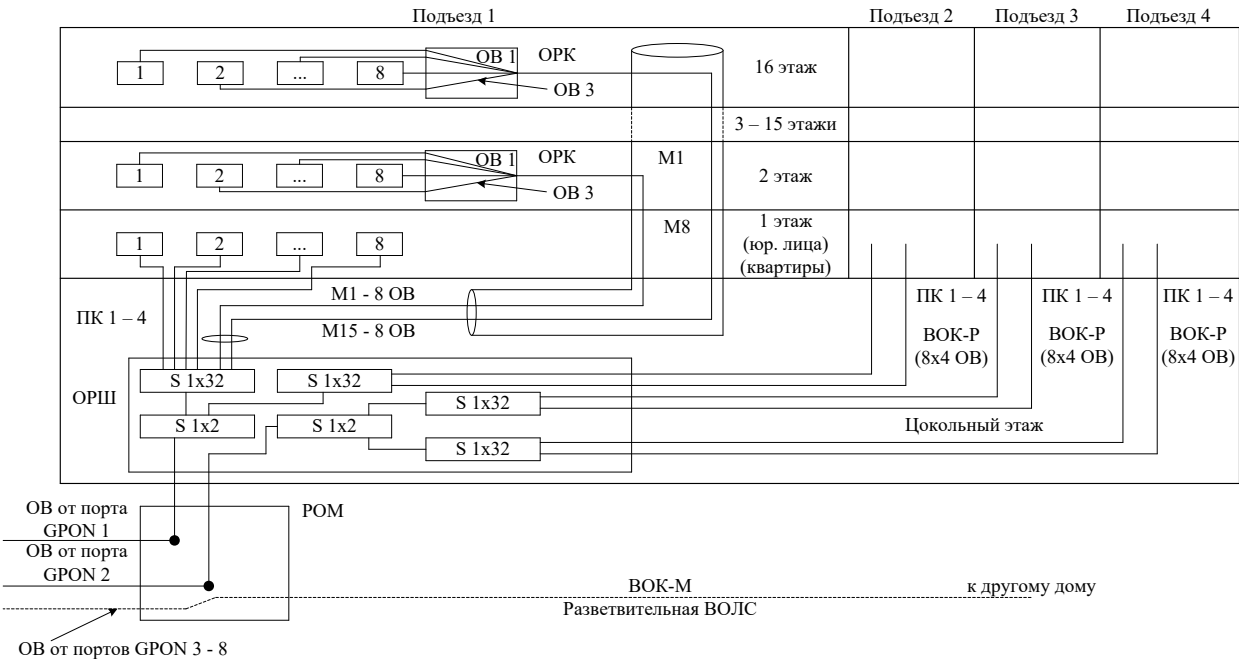 Подъезд 1
Подъезд 2
Подъезд 3
Подъезд 4
1
2
...
8
ОВ 1
ОРК
ОВ 3
16 этаж
3 – 15 этажи
1
2
...
8
ОВ 1
ОРК
ОВ 3
М1
2 этаж
1
2
...
8
М8
1 этаж
(юр. лица)
(квартиры)
ПК 1 – 4
М1 - 8 ОВ
М15 - 8 ОВ
ПК 1 – 4
ВОК-Р
(8х4 ОВ)
ПК 1 – 4
ВОК-Р
(8х4 ОВ)
ПК 1 – 4
ВОК-Р
(8х4 ОВ)
ОРШ
S 1x32
S 1x32
S 1x32
S 1x2
S 1x2
S 1x32
Цокольный этаж
ОВ от порта
GPON 1
ОВ от порта
GPON 2
РОМ
ВОК-М
к другому дому
Разветвительная ВОЛС
ОВ от портов GPON 3 - 8